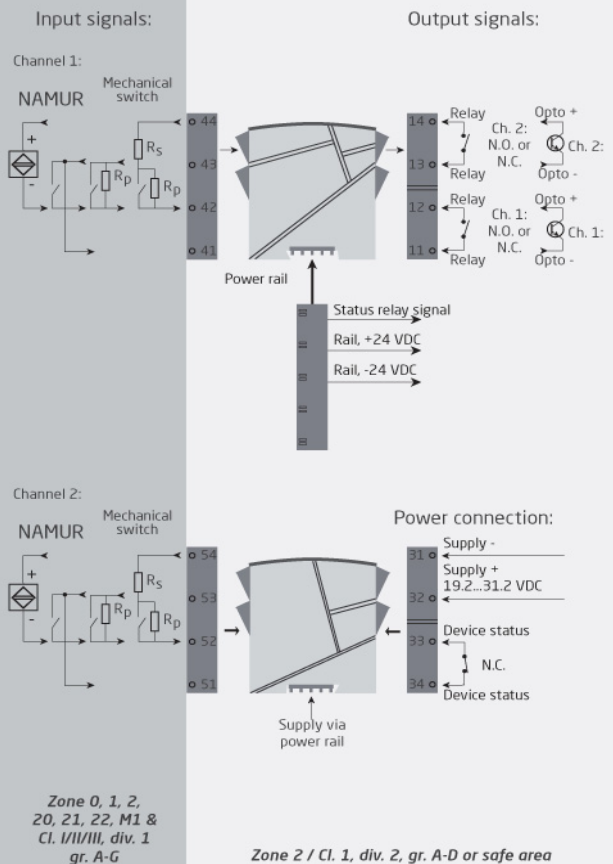 Input signals:
Output signals:
Channel 1:
NAMUR
Mechanical
switch
+
-
Rp
Rs
Rp
44
43
42
41
Power rail
14
13
12
11
Relay
Relay
Relay
Relay
Ch. 2:
N.O. or
N.C.
Ch. 1:
N.O. or
N.C.
Opto +
Ch. 2:
Opto -
Opto +
Ch. 1:
Opto -
Status relay signal
Rail, +24 VDC
Rail, -24 VDC
Channel 2:
NAMUR
Mechanical
switch
+
-
Rp
Rs
Rp
54
53
52
51
Supply via
power rail
Power connection:
31
32
33
34
Supply -
Supply +
19.2...31.2 VDC
Device status
N.C.
Device status
Zone 0, 1, 2,
20, 21, 22, M1 &
Cl. I/II/III, div. 1
gr. A-G
Zone 2 / Cl. 1, div. 2, gr. A-D or safe area